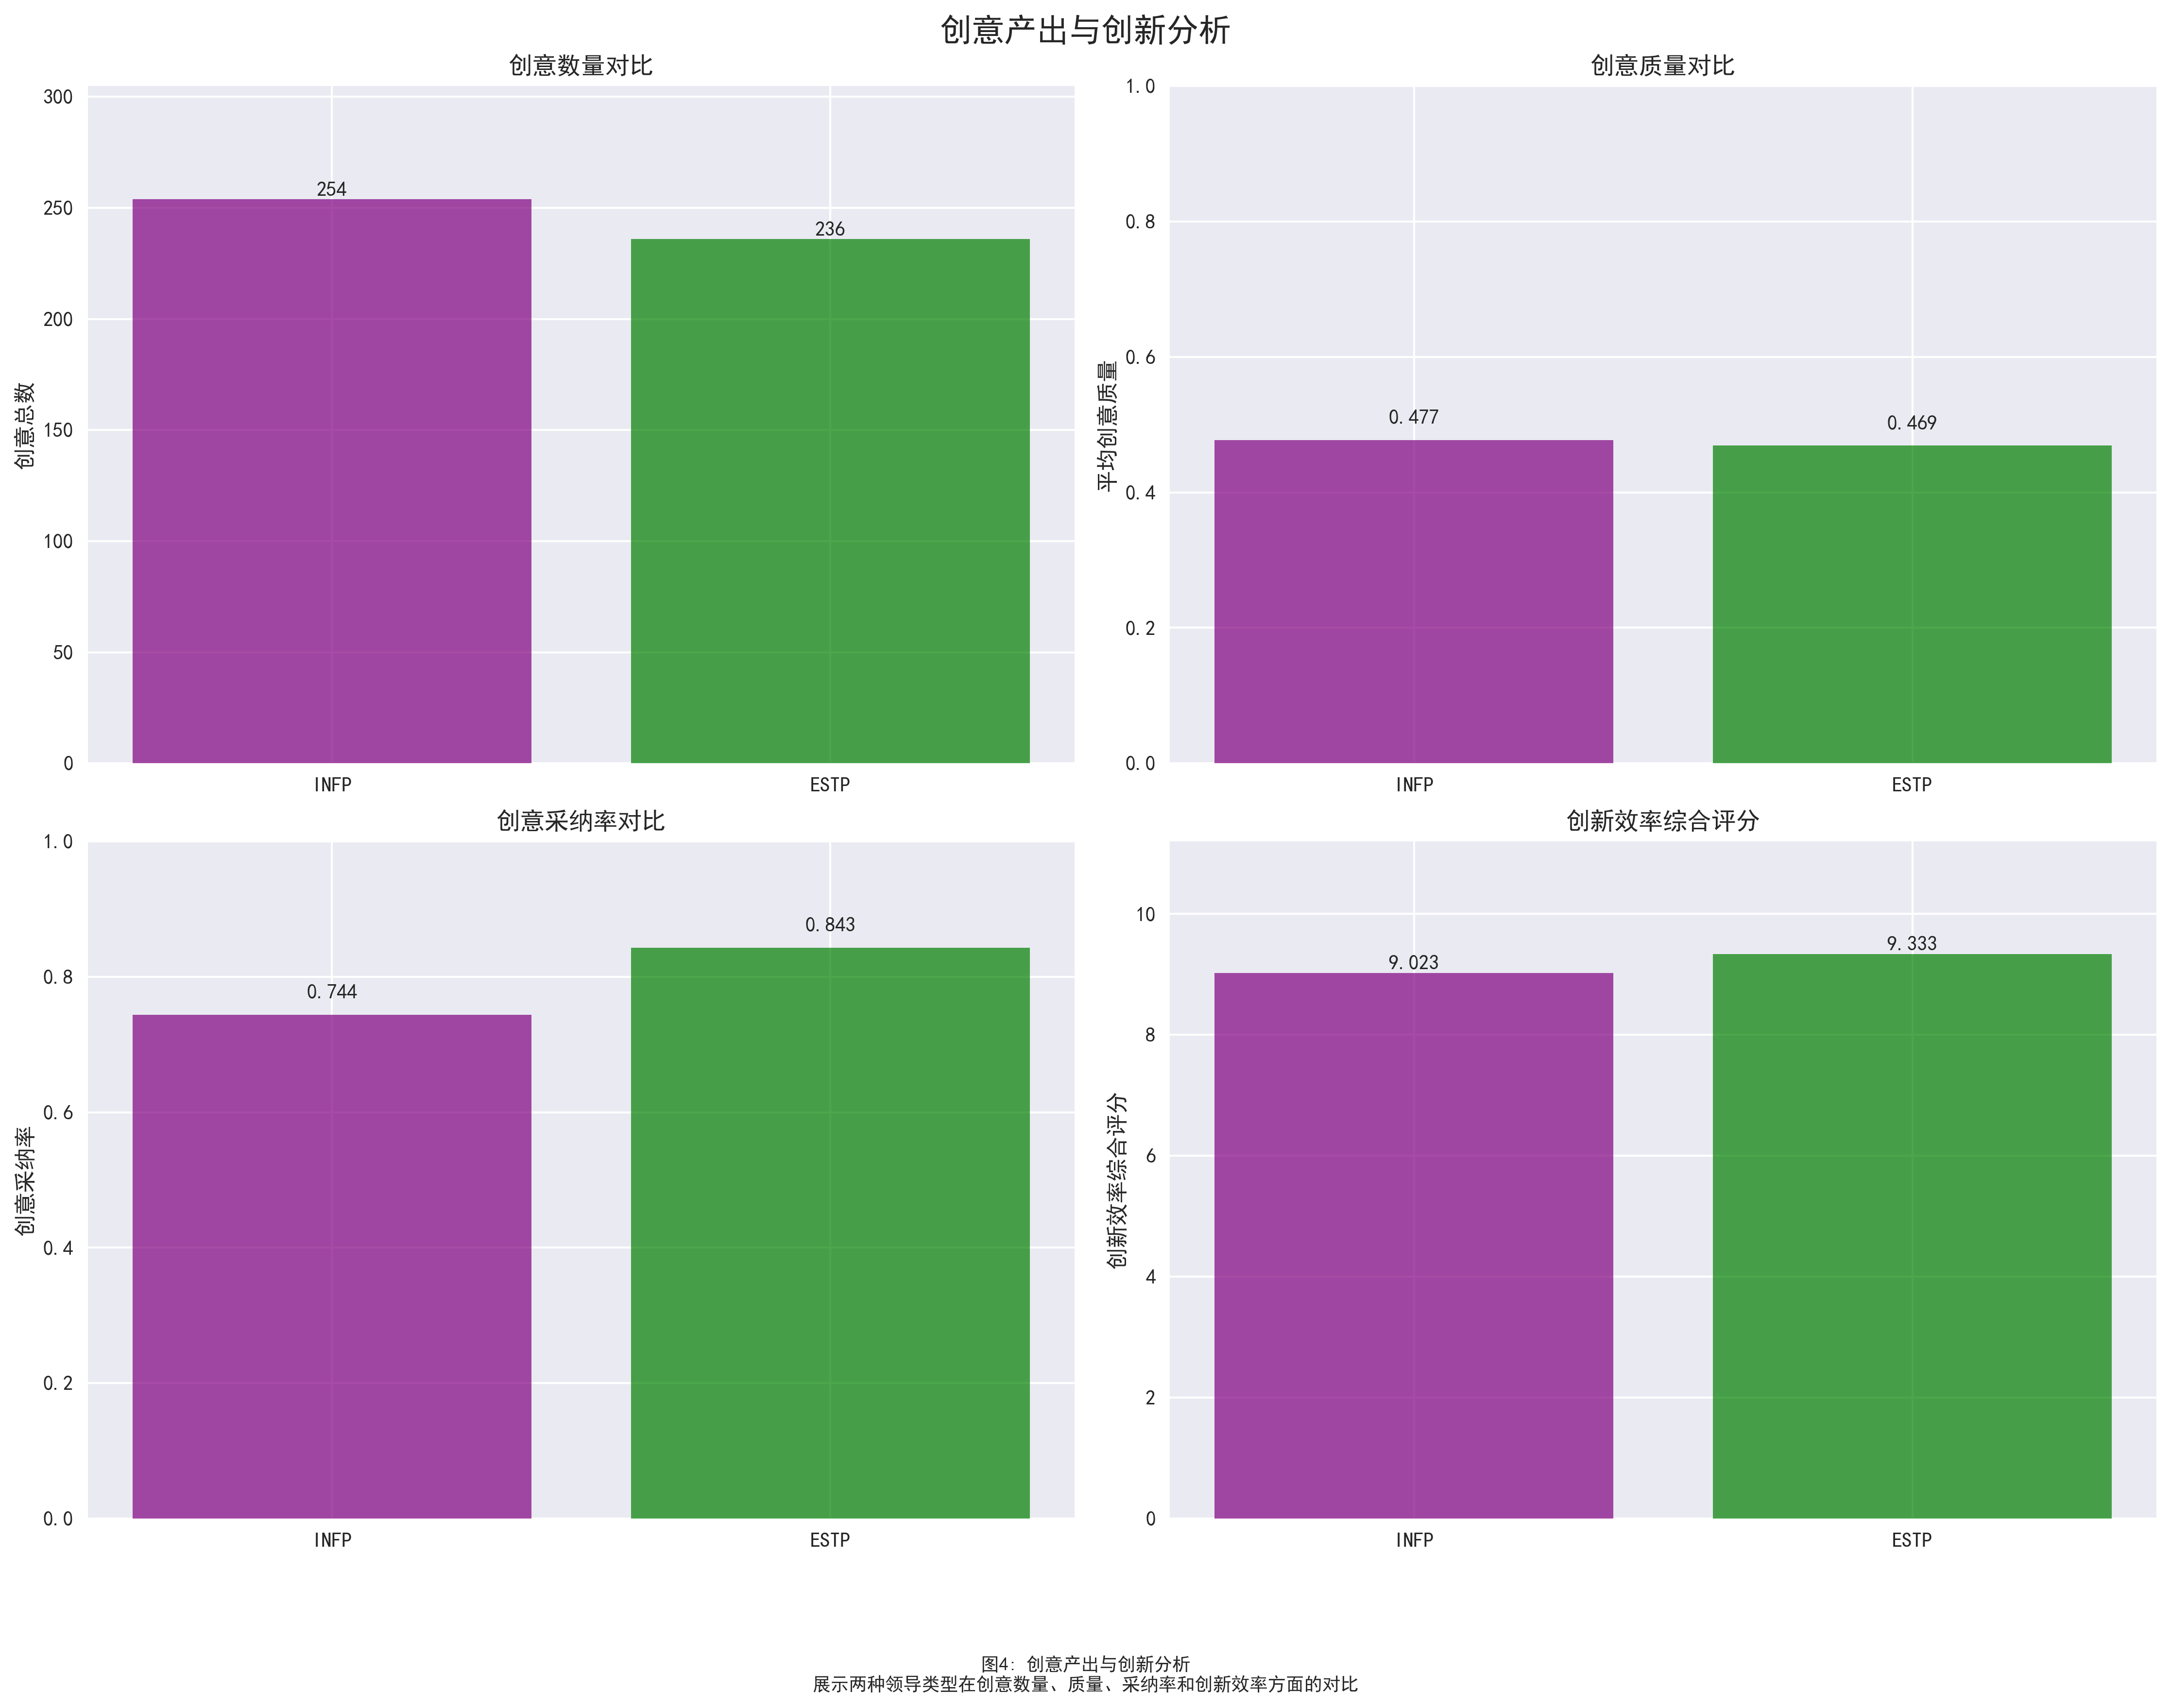 创意产出与创新分析
创意数量对比
300
250
200
150
100
50
0
创意总数
254
236
INFP
ESTP
创意质量对比
1.0
0.8
0.6
0.4
0.2
0.0
平均创意质量
0.477
0.469
INFP
ESTP
创意采纳率对比
1.0
0.8
0.6
0.4
0.2
0.0
创意采纳率
0.744
0.843
INFP
ESTP
创新效率综合评分
10
8
6
4
2
0
创新效率综合评分
9.023
9.333
INFP
ESTP
图4: 创意产出与创新分析
展示两种领导类型在创意数量、质量、采纳率和创新效率方面的对比